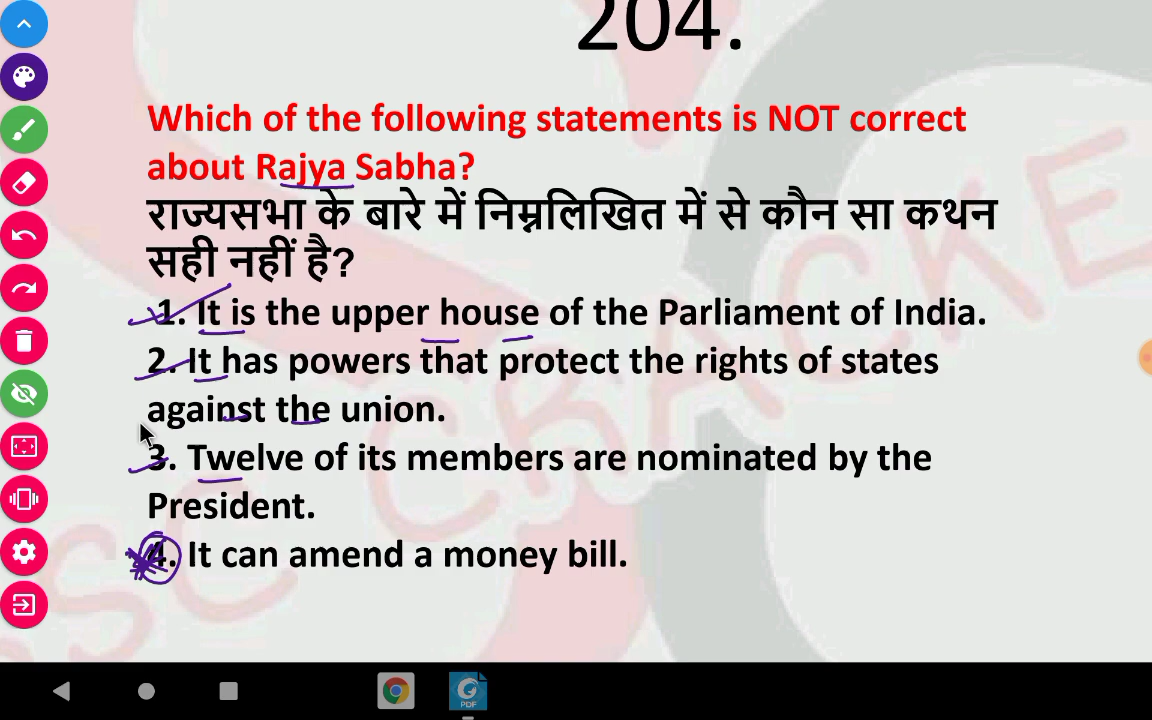 204.
Which of the following statements is NOT correct
about Rajya Sabha?
राज्यसभा के बारे में निम्नलिखित में से कौन सा कथन
सही नहीं है?
1. It is the upper house of the Parliament of India.
2. It has powers that protect the rights of states
against the union.
3. Twelve of its members are nominated by the
President.
4. It can amend a money bill.
PDF